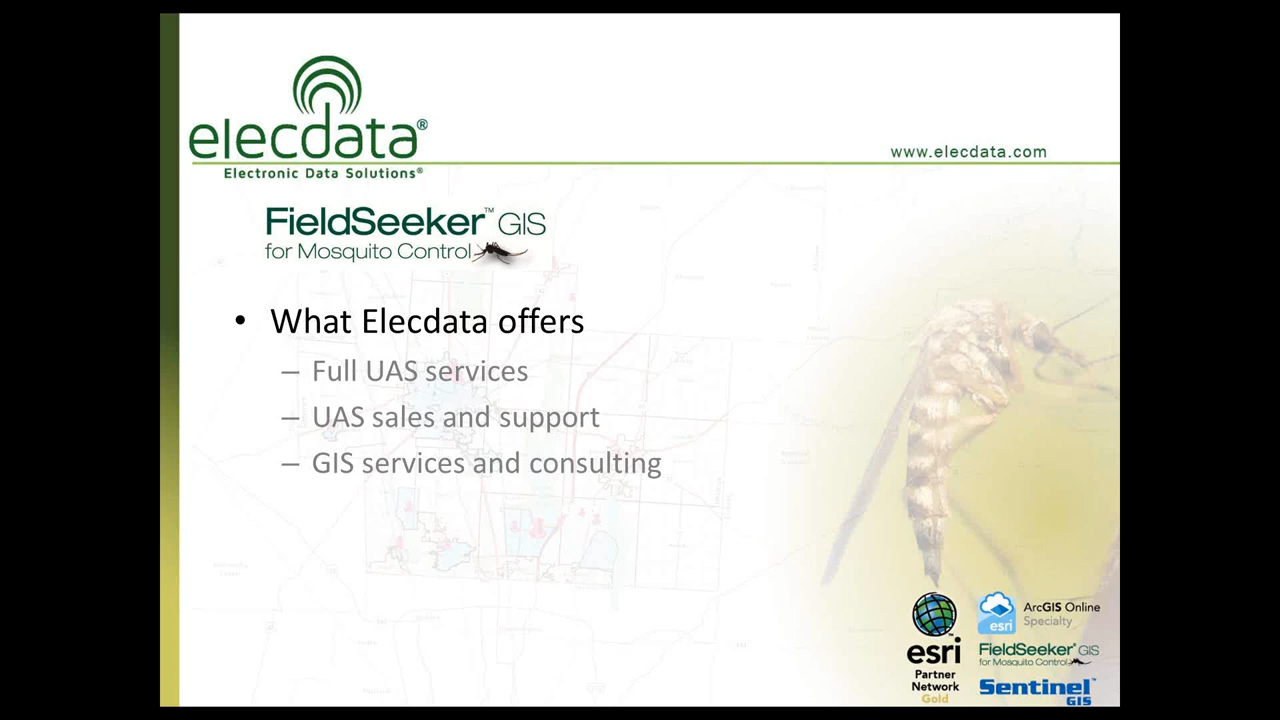 elecdata®
Electronic Data Solutions®
www.elecdata.com
FieldSeeker™ GIS
for Mosquito Control
• What Elecdata offers
– Full UAS services
– UAS sales and support
– GIS services and consulting
esri
Partner
Network
Gold
esri
ArcGIS Online
Specialty
FieldSeeker® GIS
for Mosquito Control
Sentinel™
GIS